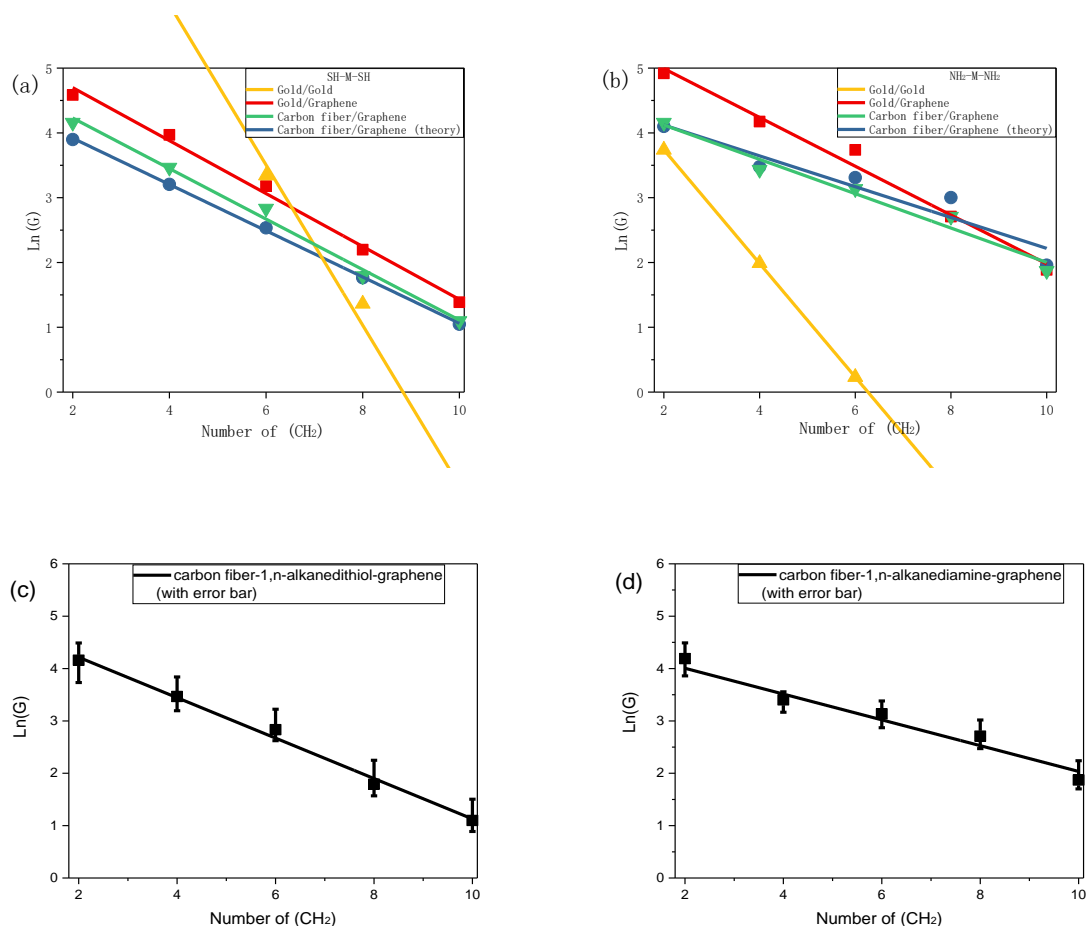 (a)
SH-M-SH
Gold/Gold
Gold/Graphene
Carbon fiber/Graphene
Carbon fiber/Graphene (theory)
Ln(G)
5
4
3
2
1
0
2 4 6 8 10
Number of (CH₂)
(b)
NH₂-M-NH₂
Gold/Gold
Gold/Graphene
Carbon fiber/Graphene
Carbon fiber/Graphene (theory)
Ln(G)
5
4
3
2
1
0
2 4 6 8 10
Number of (CH₂)
(c)
carbon fiber-1,n-alkanedithiol-graphene
(with error bar)
Ln(G)
6
5
4
3
2
1
0
2 4 6 8 10
Number of (CH₂)
(d)
carbon fiber-1,n-alkanediamine-graphene
(with error bar)
Ln(G)
6
5
4
3
2
1
0
2 4 6 8 10
Number of (CH₂)